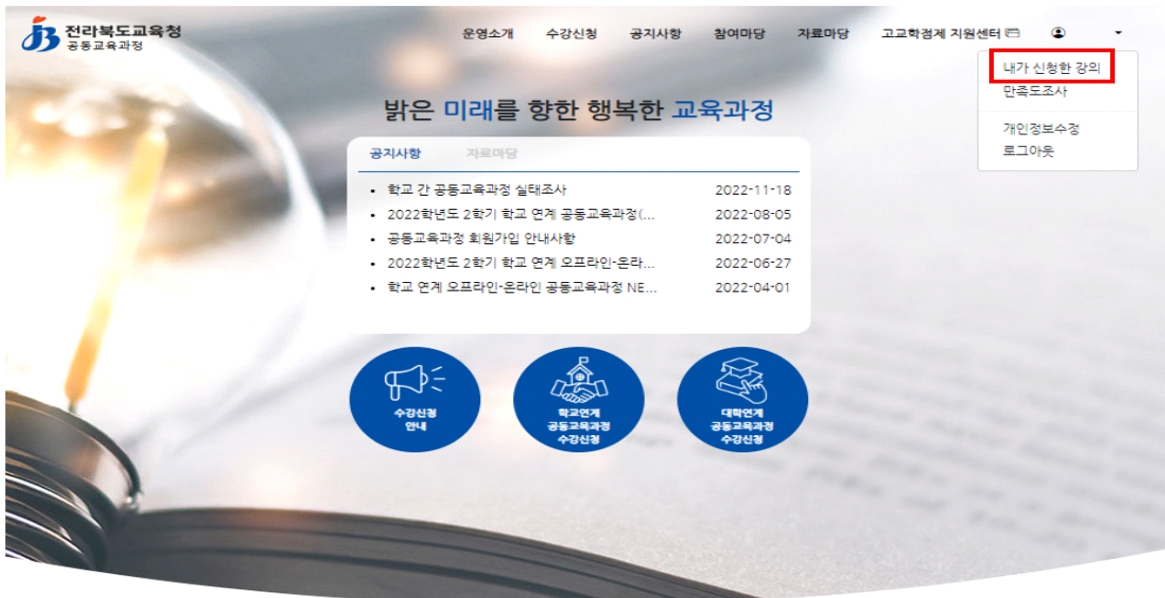 전라북도교육청
공동교육과정
운영소개 수강신청 공지사항 참여마당 자료마당 고교학점제 지원센터
내가 신청한 강의
만족도조사
개인정보수정
로그아웃
밝은 미래를 향한 행복한 교육과정
공지사항 자료마당
• 학교 간 공동교육과정 실태조사 2022-11-18
• 2022학년도 2학기 학교 연계 공동교육과정(... 2022-08-05
• 공동교육과정 회원가입 안내사항 2022-07-04
• 2022학년도 2학기 학교 연계 오프라인-온라... 2022-06-27
• 학교 연계 오프라인-온라인 공동교육과정 NE... 2022-04-01
수강신청
안내
학교연계
공동교육과정
수강신청
대학연계
공동교육과정
수강신청